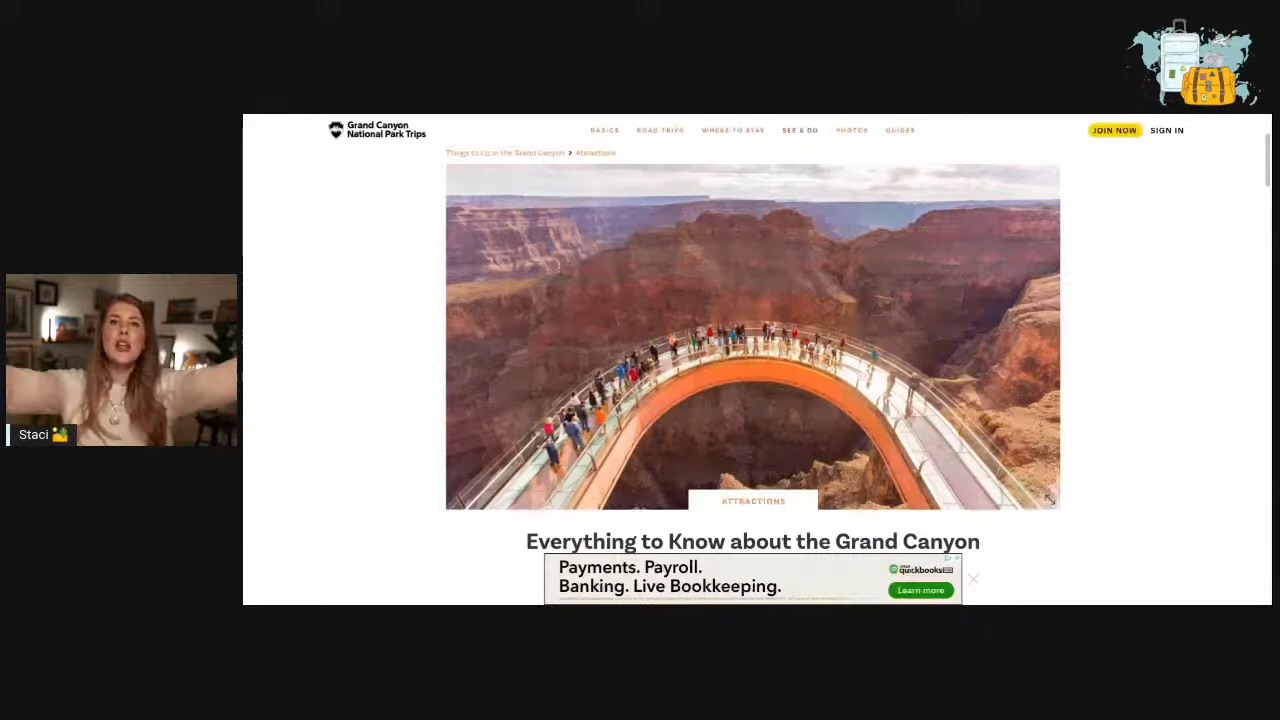 Grand Canyon
National Park Trips
BASICS ROAD TRIPS WHERE TO STAY SEE & DO PHOTOS GUIDES
JOIN NOW SIGN IN
Things to Do in the Grand Canyon > Attractions
Staci
ATTRACTIONS
Everything to Know about the Grand Canyon
Payments. Payroll.
Banking. Live Bookkeeping.
quickbooks
Learn more